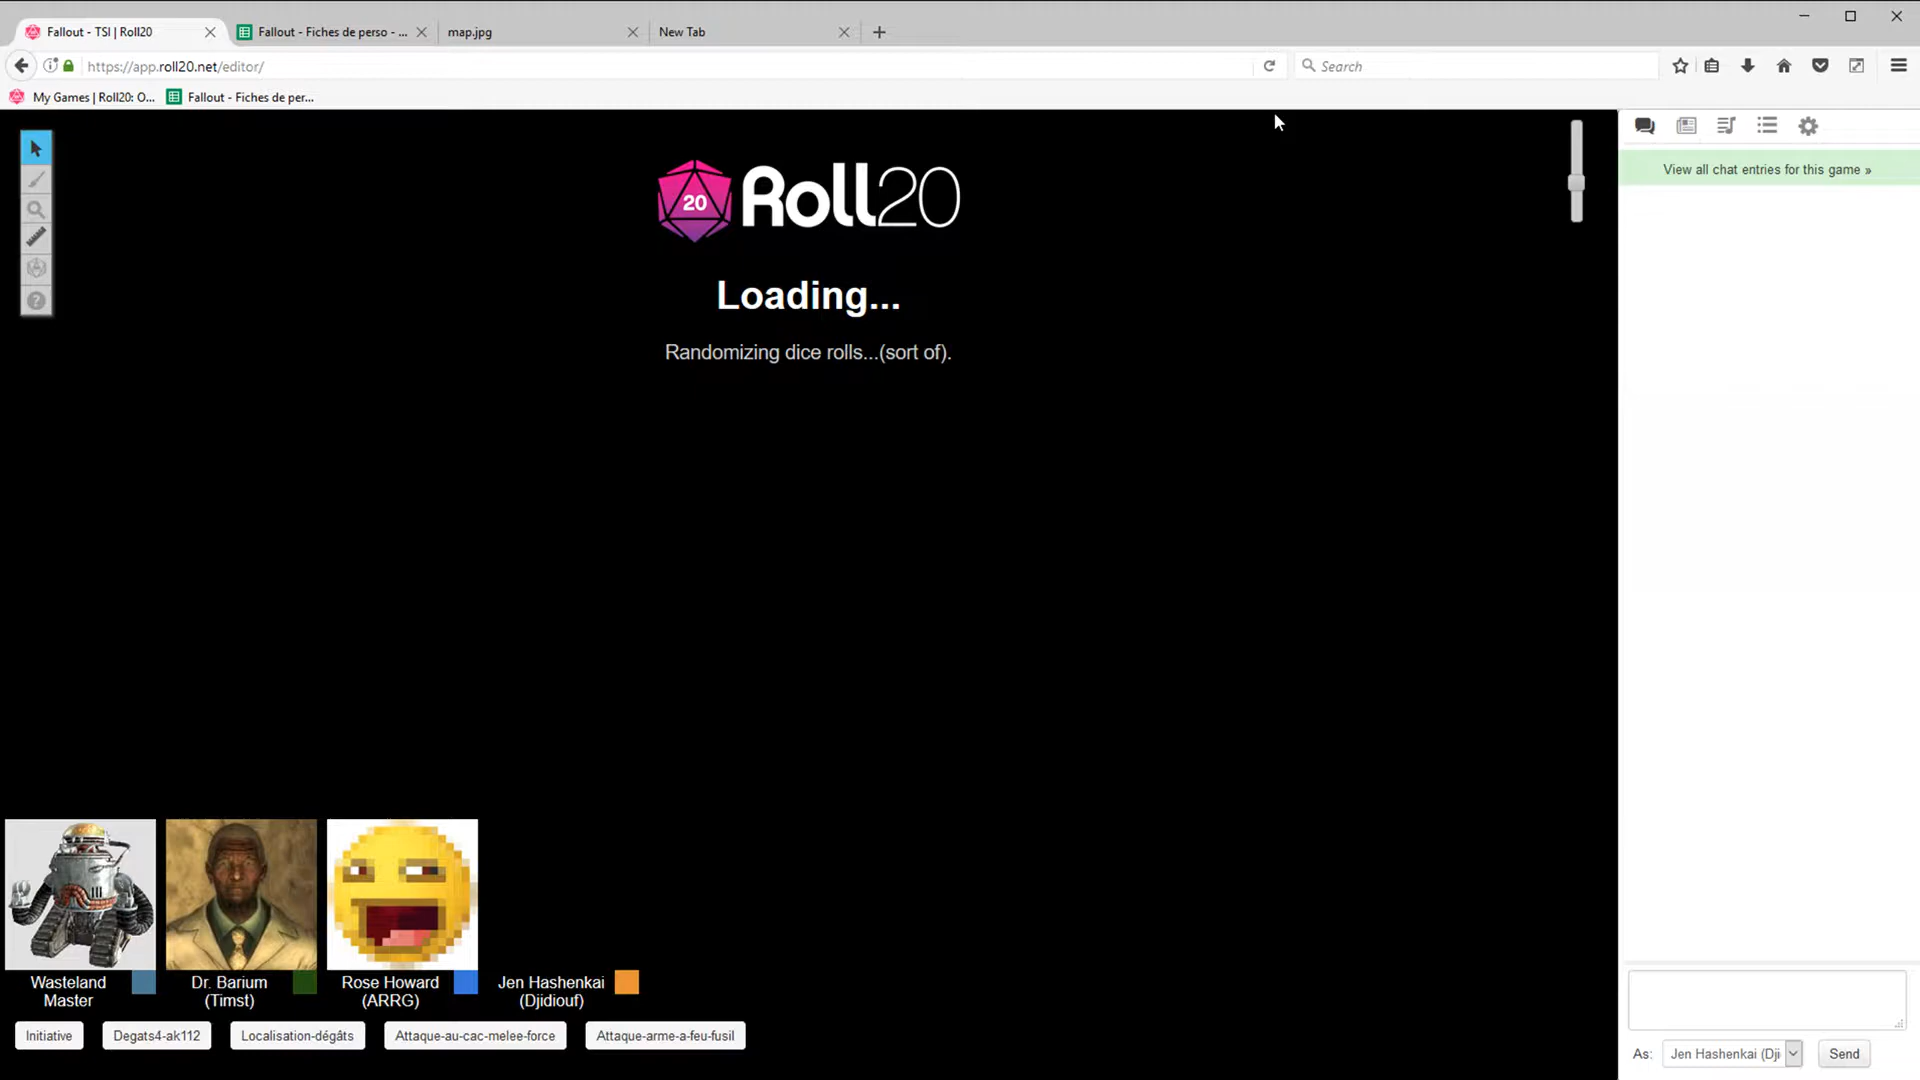 Fallout - TSI | Roll20
Fallout - Fiches de perso - ...
map.jpg
New Tab
https://app.roll20.net/editor/
Search
My Games | Roll20: O...
Fallout - Fiches de per...
20 Roll20
View all chat entries for this game »
Loading...
Randomizing dice rolls...(sort of).
Wasteland
Master
Dr. Barium
(Timst)
Rose Howard
(ARRG)
Jen Hashenkai
(Djidiouf)
Initiative
Degats4-ak112
Localisation-dégâts
Attaque-au-cac-melee-force
Attaque-arme-a-feu-fusil
As:
Jen Hashenkai (Dji
Send